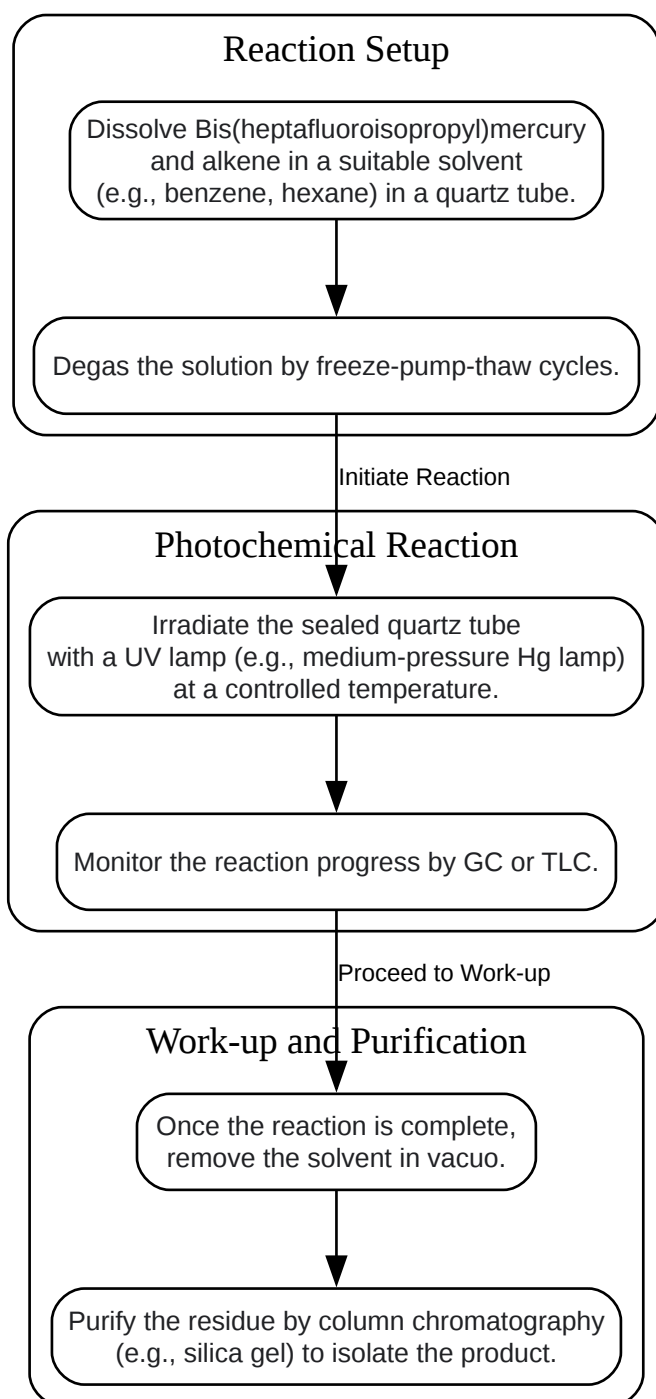 Reaction Setup
Dissolve Bis(heptafluoroisopropyl)mercury
and alkene in a suitable solvent
(e.g., benzene, hexane) in a quartz tube.
Degas the solution by freeze-pump-thaw cycles.
Initiate Reaction
Photochemical Reaction
Irradiate the sealed quartz tube
with a UV lamp (e.g., medium-pressure Hg lamp)
at a controlled temperature.
Monitor the reaction progress by GC or TLC.
Proceed to Work-up
Work-up and Purification
Once the reaction is complete,
remove the solvent in vacuo.
Purify the residue by column chromatography
(e.g., silica gel) to isolate the product.